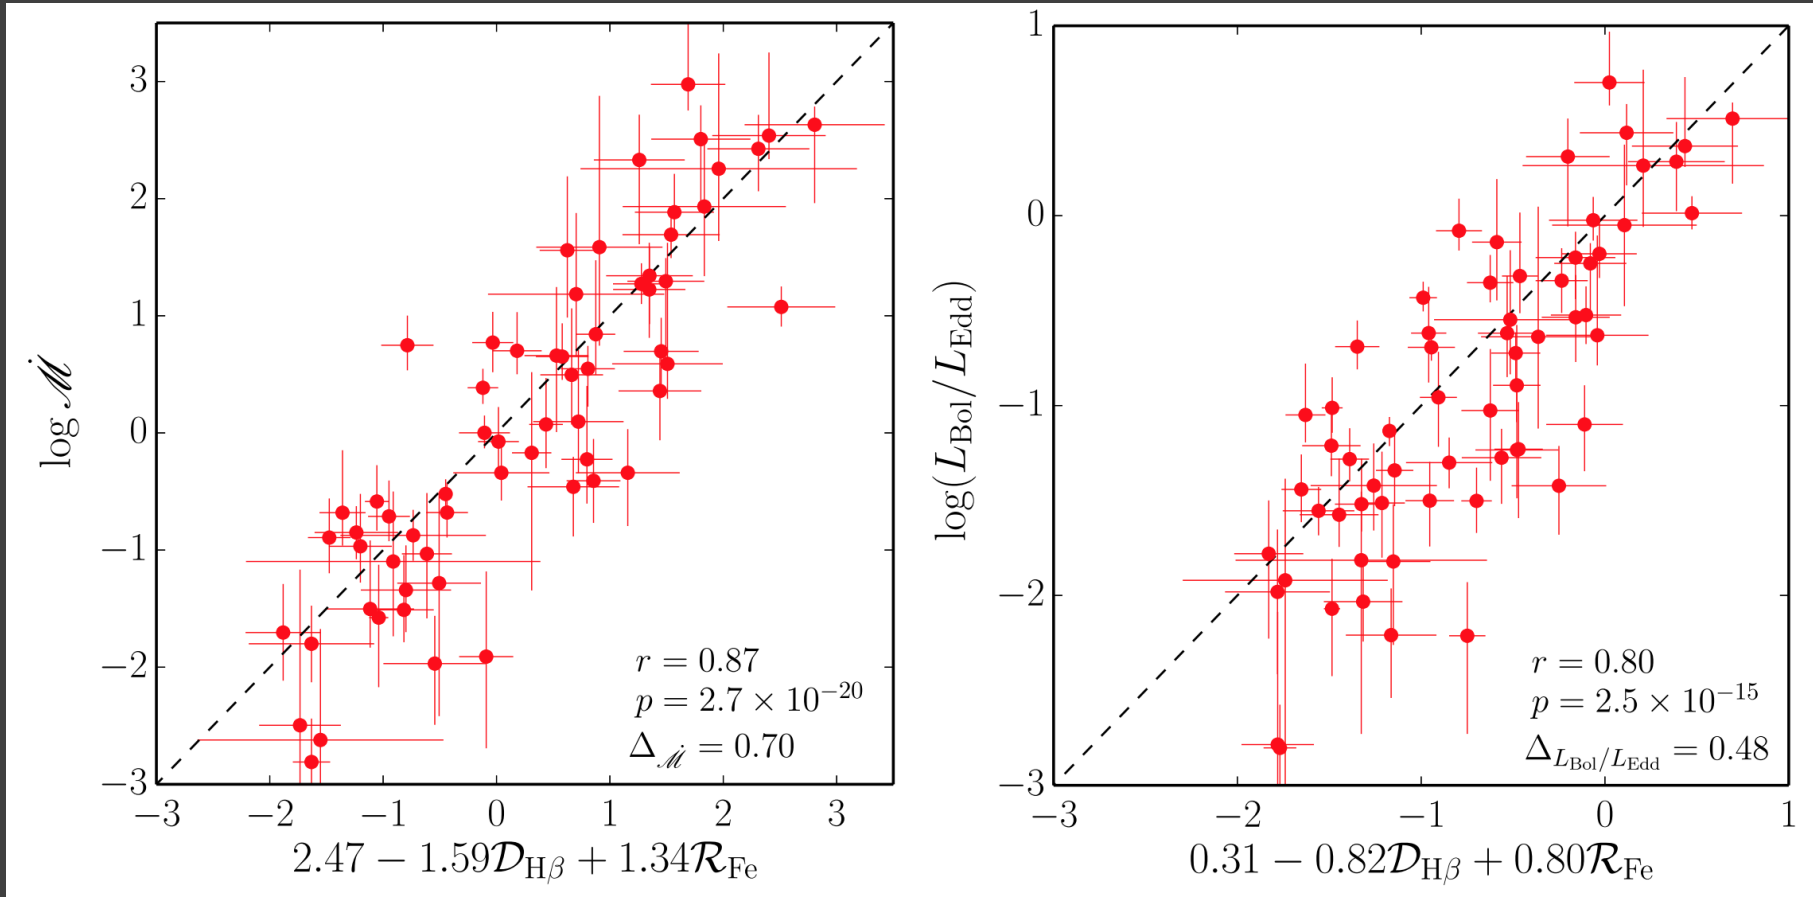 3
2
1
0
−1
−2
−3
log ℳ̇
−3 −2 −1 0 1 2 3
2.47 − 1.59𝒟Hβ + 1.34ℛFe
r = 0.87
p = 2.7 × 10⁻²⁰
Δℳ̇ = 0.70
1
0
−1
−2
−3
log(LBol/LEdd)
−3 −2 −1 0 1
0.31 − 0.82𝒟Hβ + 0.80ℛFe
r = 0.80
p = 2.5 × 10⁻¹⁵
ΔLBol/LEdd = 0.48